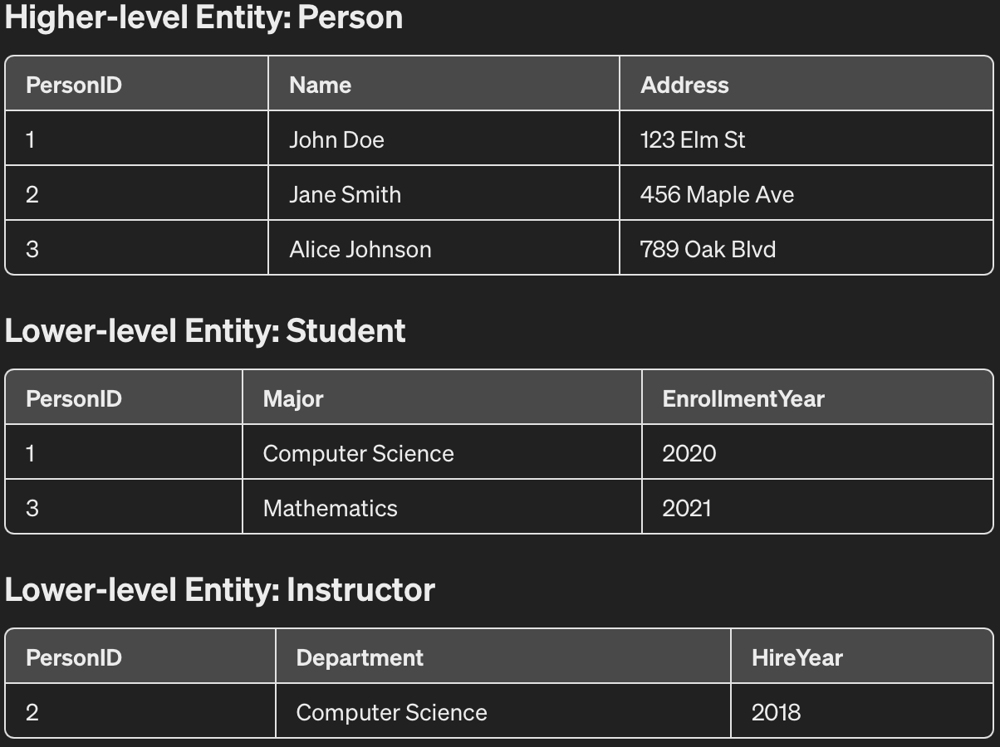 Higher-level Entity: Person
PersonID Name Address
1 John Doe 123 Elm St
2 Jane Smith 456 Maple Ave
3 Alice Johnson 789 Oak Blvd
Lower-level Entity: Student
PersonID Major EnrollmentYear
1 Computer Science 2020
3 Mathematics 2021
Lower-level Entity: Instructor
PersonID Department HireYear
2 Computer Science 2018